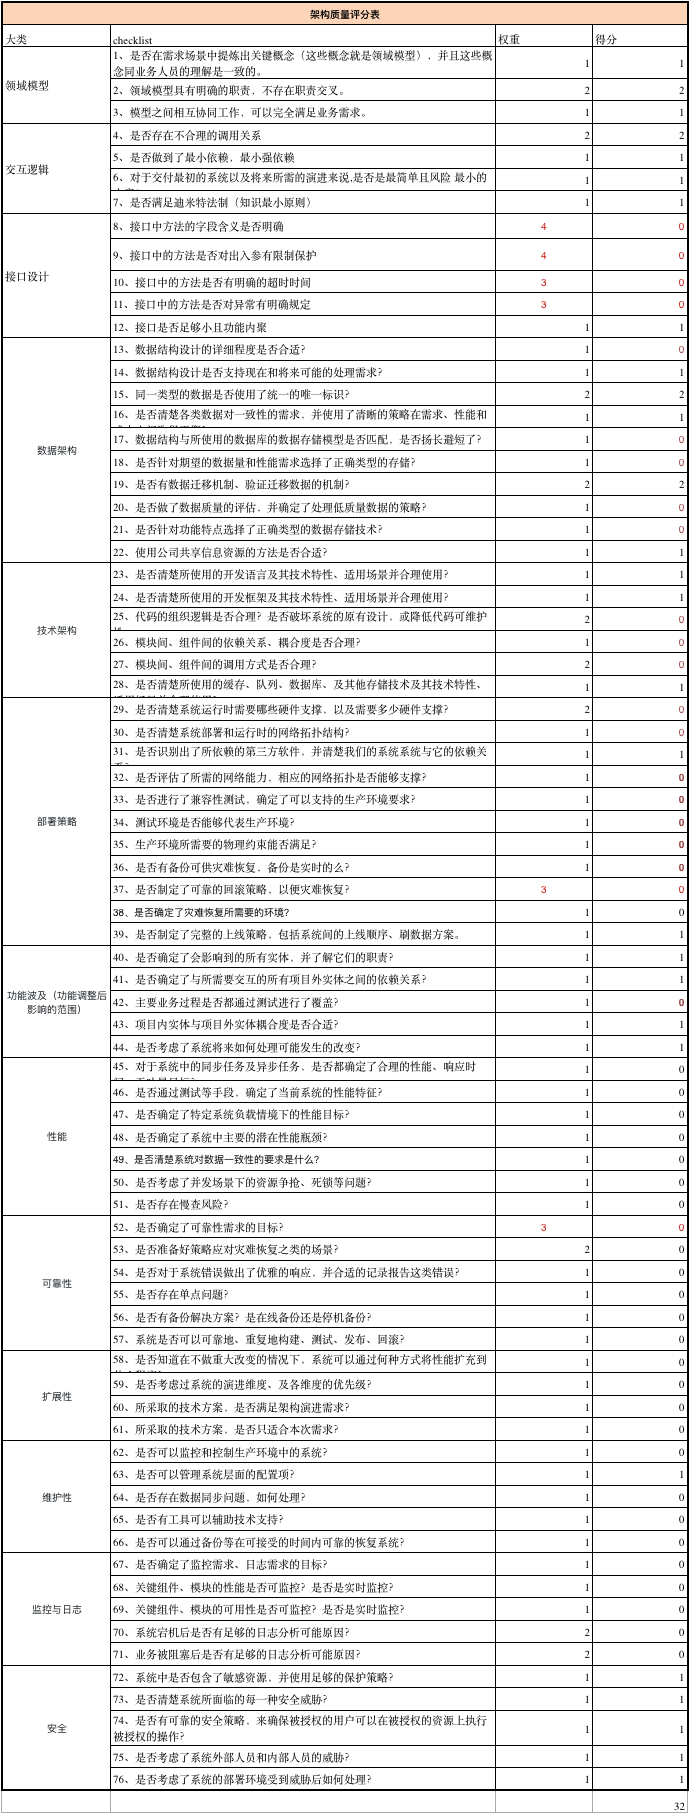 架构质量评分表
大类 checklist 权重 得分
领域模型
1、是否在需求场景中提炼出关键概念（这些概念就是领域模型），并且这些概
念同业务人员的理解是一致的。 1 1
2、领域模型具有明确的职责，不存在职责交叉。 2 2
3、模型之间相互协同工作，可以完全满足业务需求。 1 1
交互逻辑
4、是否存在不合理的调用关系 2 2
5、是否做到了最小依赖，最小强依赖 1 1
6、对于交付最初的系统以及将来所需的演进来说,是否是最简单且风险 最小的 1 1
7、是否满足迪米特法制（知识最小原则） 1 1
接口设计
8、接口中方法的字段含义是否明确 4 0
9、接口中的方法是否对出入参有限制保护 4 0
10、接口中的方法是否有明确的超时时间 3 0
11、接口中的方法是否对异常有明确规定 3 0
12、接口是否足够小且功能内聚 1 1
数据架构
13、数据结构设计的详细程度是否合适? 1 0
14、数据结构设计是否支持现在和将来可能的处理需求? 1 1
15、同一类型的数据是否使用了统一的唯一标识? 2 2
16、是否清楚各类数据对一致性的需求，并使用了清晰的策略在需求、性能和 1 1
17、数据结构与所使用的数据库的数据存储模型是否匹配，是否扬长避短了? 1 0
18、是否针对期望的数据量和性能需求选择了正确类型的存储? 1 0
19、是否有数据迁移机制、验证迁移数据的机制? 2 2
20、是否做了数据质量的评估，并确定了处理低质量数据的策略? 1 0
21、是否针对功能特点选择了正确类型的数据存储技术? 1 0
22、使用公司共享信息资源的方法是否合适? 1 1
技术架构
23、是否清楚所使用的开发语言及其技术特性、适用场景并合理使用? 1 1
24、是否清楚所使用的开发框架及其技术特性、适用场景并合理使用? 1 1
25、代码的组织逻辑是否合理? 是否破坏系统的原有设计，或降低代码可维护 2 0
26、模块间、组件间的依赖关系、耦合度是否合理? 1 0
27、模块间、组件间的调用方式是否合理? 2 0
28、是否清楚所使用的缓存、队列、数据库、及其他存储技术及其技术特性、 1 1
部署策略
29、是否清楚系统运行时需要哪些硬件支撑，以及需要多少硬件支撑? 2 0
30、是否清楚系统部署和运行时的网络拓扑结构? 1 0
31、是否识别出了所依赖的第三方软件，并清楚我们的系统系统与它的依赖关 1 1
32、是否评估了所需的网络能力，相应的网络拓扑是否能够支撑? 1 0
33、是否进行了兼容性测试，确定了可以支持的生产环境要求? 1 0
34、测试环境是否能够代表生产环境? 1 0
35、生产环境所需要的物理约束能否满足? 1 0
36、是否有备份可供灾难恢复，备份是实时的么? 1 0
37、是否制定了可靠的回滚策略，以便灾难恢复? 3 0
38、是否确定了灾难恢复所需要的环境? 1 0
39、是否制定了完整的上线策略，包括系统间的上线顺序、刷数据方案。 1 1
功能波及（功能调整后
影响的范围）
40、是否确定了会影响到的所有实体，并了解它们的职责? 1 1
41、是否确定了与所需要交互的所有项目外实体之间的依赖关系? 1 1
42、主要业务过程是否都通过测试进行了覆盖? 1 0
43、项目内实体与项目外实体耦合度是否合适? 1 1
44、是否考虑了系统将来如何处理可能发生的改变? 1 1
性能
45、对于系统中的同步任务及异步任务，是否都确定了合理的性能、响应时 1 0
46、是否通过测试等手段，确定了当前系统的性能特征? 1 0
47、是否确定了特定系统负载情境下的性能目标? 1 0
48、是否确定了系统中主要的潜在性能瓶颈? 1 0
49、是否清楚系统对数据一致性的要求是什么? 1 0
50、是否考虑了并发场景下的资源争抢、死锁等问题? 1 0
51、是否存在慢查风险? 1 0
可靠性
52、是否确定了可靠性需求的目标? 3 0
53、是否准备好策略应对灾难恢复之类的场景? 2 0
54、是否对于系统错误做出了优雅的响应，并合适的记录报告这类错误? 1 0
55、是否存在单点问题? 1 0
56、是否有备份解决方案? 是在线备份还是停机备份? 1 0
57、系统是否可以可靠地、重复地构建、测试、发布、回滚? 1 0
扩展性
58、是否知道在不做重大改变的情况下，系统可以通过何种方式将性能扩充到 1 0
59、是否考虑过系统的演进维度、及各维度的优先级? 1 0
60、所采取的技术方案，是否满足架构演进需求? 1 0
61、所采取的技术方案，是否只适合本次需求? 1 0
维护性
62、是否可以监控和控制生产环境中的系统? 1 0
63、是否可以管理系统层面的配置项? 1 1
64、是否存在数据同步问题，如何处理? 1 0
65、是否有工具可以辅助技术支持? 1 0
66、是否可以通过备份等在可接受的时间内可靠的恢复系统? 1 0
监控与日志
67、是否确定了监控需求、日志需求的目标? 1 0
68、关键组件、模块的性能是否可监控? 是否是实时监控? 1 0
69、关键组件、模块的可用性是否可监控? 是否是实时监控? 1 0
70、系统宕机后是否有足够的日志分析可能原因? 2 0
71、业务被阻塞后是否有足够的日志分析可能原因? 2 0
安全
72、系统中是否包含了敏感资源，并使用足够的保护策略? 1 1
73、是否清楚系统所面临的每一种安全威胁? 1 1
74、是否有可靠的安全策略，来确保被授权的用户可以在被授权的资源上执行
被授权的操作? 1 1
75、是否考虑了系统外部人员和内部人员的威胁? 1 1
76、是否考虑了系统的部署环境受到威胁后如何处理? 1 1
32